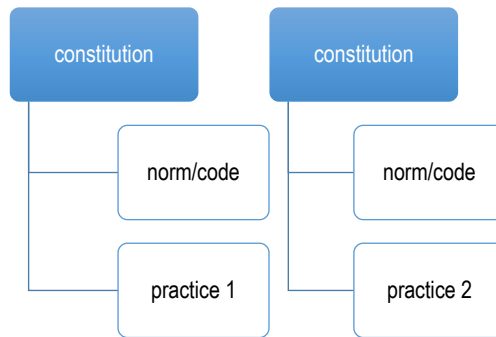 constitution
norm/code
practice 1
constitution
norm/code
practice 2